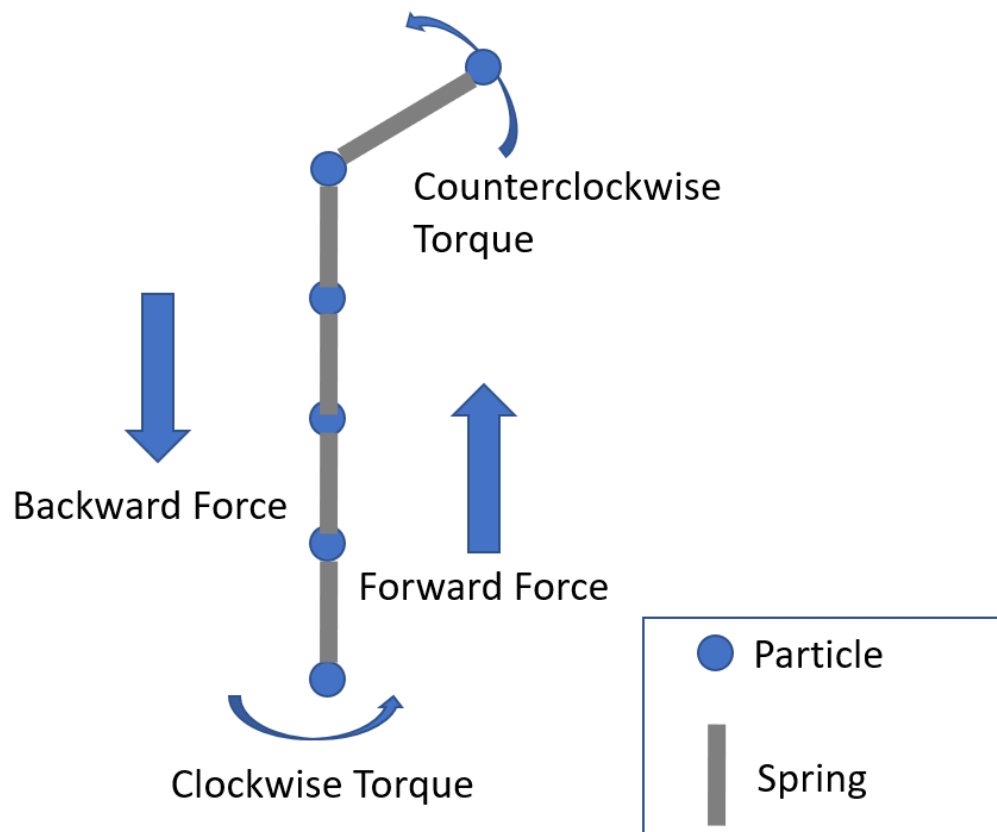 Counterclockwise
Torque
Backward Force
Forward Force
Clockwise Torque
Particle
Spring